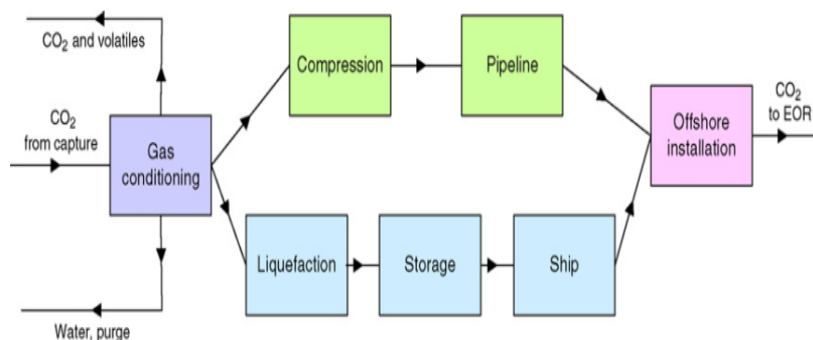 CO₂ and volatiles
CO₂
from capture
Gas
conditioning
Water, purge
Compression
Pipeline
Liquefaction
Storage
Ship
Offshore
installation
CO₂
to EOR